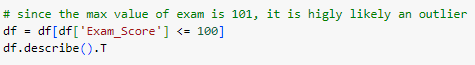 # since the max value of exam is 101, it is higly likely an outlier
df = df[df['Exam_Score'] <= 100]
df.describe().T